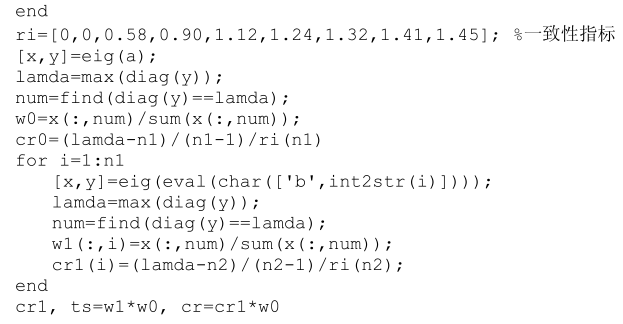 end
ri=[0,0,0.58,0.90,1.12,1.24,1.32,1.41,1.45]; %一致性指标
[x,y]=eig(a);
lamda=max(diag(y));
num=find(diag(y)==lamda);
w0=x(:,num)/sum(x(:,num));
cr0=(lamda-n1)/(n1-1)/ri(n1)
for i=1:n1
[x,y]=eig(eval(char(['b',int2str(i)])));
lamda=max(diag(y));
num=find(diag(y)==lamda);
w1(:,i)=x(:,num)/sum(x(:,num));
cr1(i)=(lamda-n2)/(n2-1)/ri(n2);
end
cr1, ts=w1*w0, cr=cr1*w0